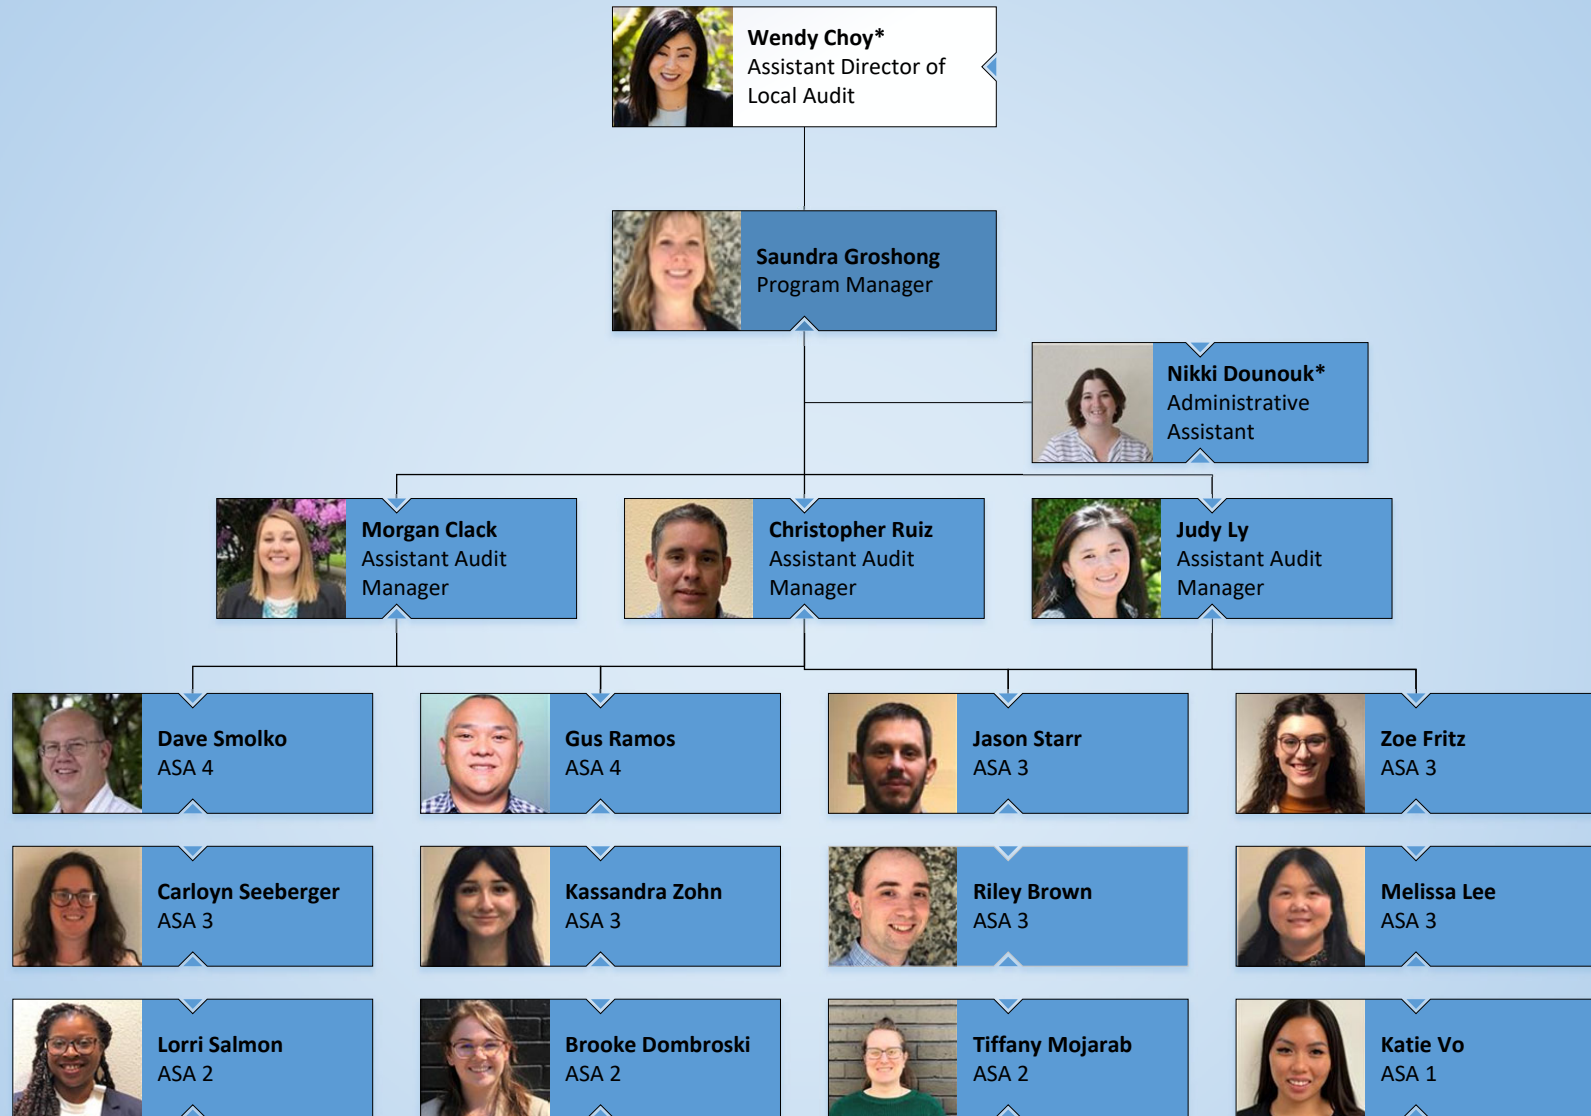 Wendy Choy*
Assistant Director of
Local Audit
Saundra Groshong
Program Manager
Nikki Dounouk*
Administrative
Assistant
Morgan Clack
Assistant Audit
Manager
Christopher Ruiz
Assistant Audit
Manager
Judy Ly
Assistant Audit
Manager
Dave Smolko
ASA 4
Gus Ramos
ASA 4
Jason Starr
ASA 3
Zoe Fritz
ASA 3
Carloyn Seeberger
ASA 3
Kassandra Zohn
ASA 3
Riley Brown
ASA 3
Melissa Lee
ASA 3
Lorri Salmon
ASA 2
Brooke Dombroski
ASA 2
Tiffany Mojarab
ASA 2
Katie Vo
ASA 1